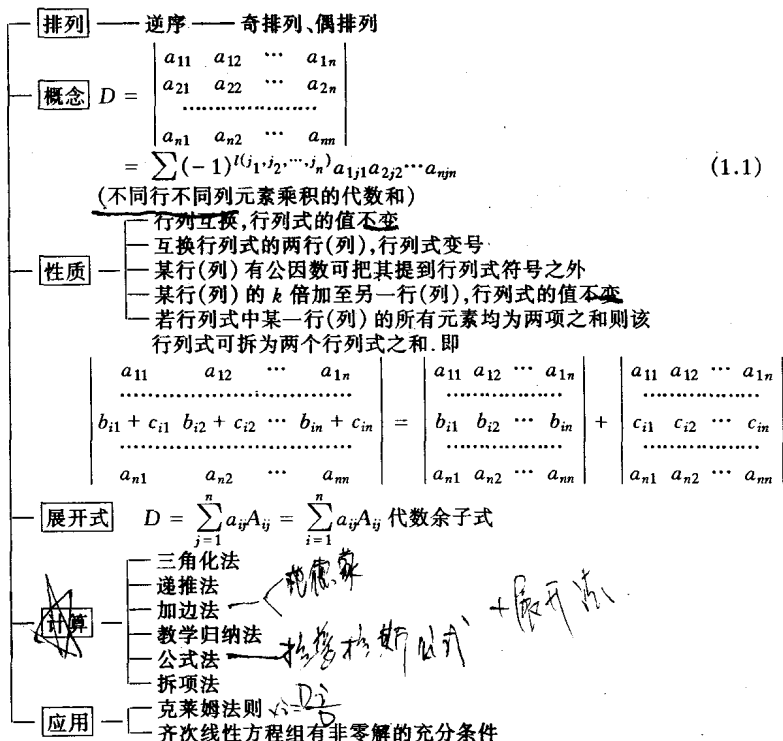 排列 — 逆序 — 奇排列、偶排列
概念 D = | a11 a12 … a1n |
| a21 a22 … a2n |
| ………………… |
| an1 an2 … ann |
= ∑(-1)^{l(j1,j2,…,jn)} a1j1 a2j2 … anjn (1.1)
(不同行不同列元素乘积的代数和)
行列互换,行列式的值不变
互换行列式的两行(列),行列式变号
性质
某行(列)有公因数可把其提到行列式符号之外
某行(列)的 k 倍加至另一行(列),行列式的值不变
若行列式中某一行(列)的所有元素均为两项之和则该
行列式可拆为两个行列式之和.即
| a11 a12 … a1n | | a11 a12 … a1n | | a11 a12 … a1n |
| ………………… | | ………………… | | ………………… |
| bi1 + ci1 bi2 + ci2 … bin + cin | = | bi1 bi2 … bin | + | ci1 ci2 … cin |
| ………………… | | ………………… | | ………………… |
| an1 an2 … ann | | an1 an2 … ann | | an1 an2 … ann |
展开式 D = ∑_{j=1}^{n} aijAij = ∑_{i=1}^{n} aijAij 代数余子式
三角化法
递推法
计算 加边法
教学归纳法 +展开法
公式法 公式
拆项法
应用 克莱姆法则 xi=Di/D
齐次线性方程组有非零解的充分条件